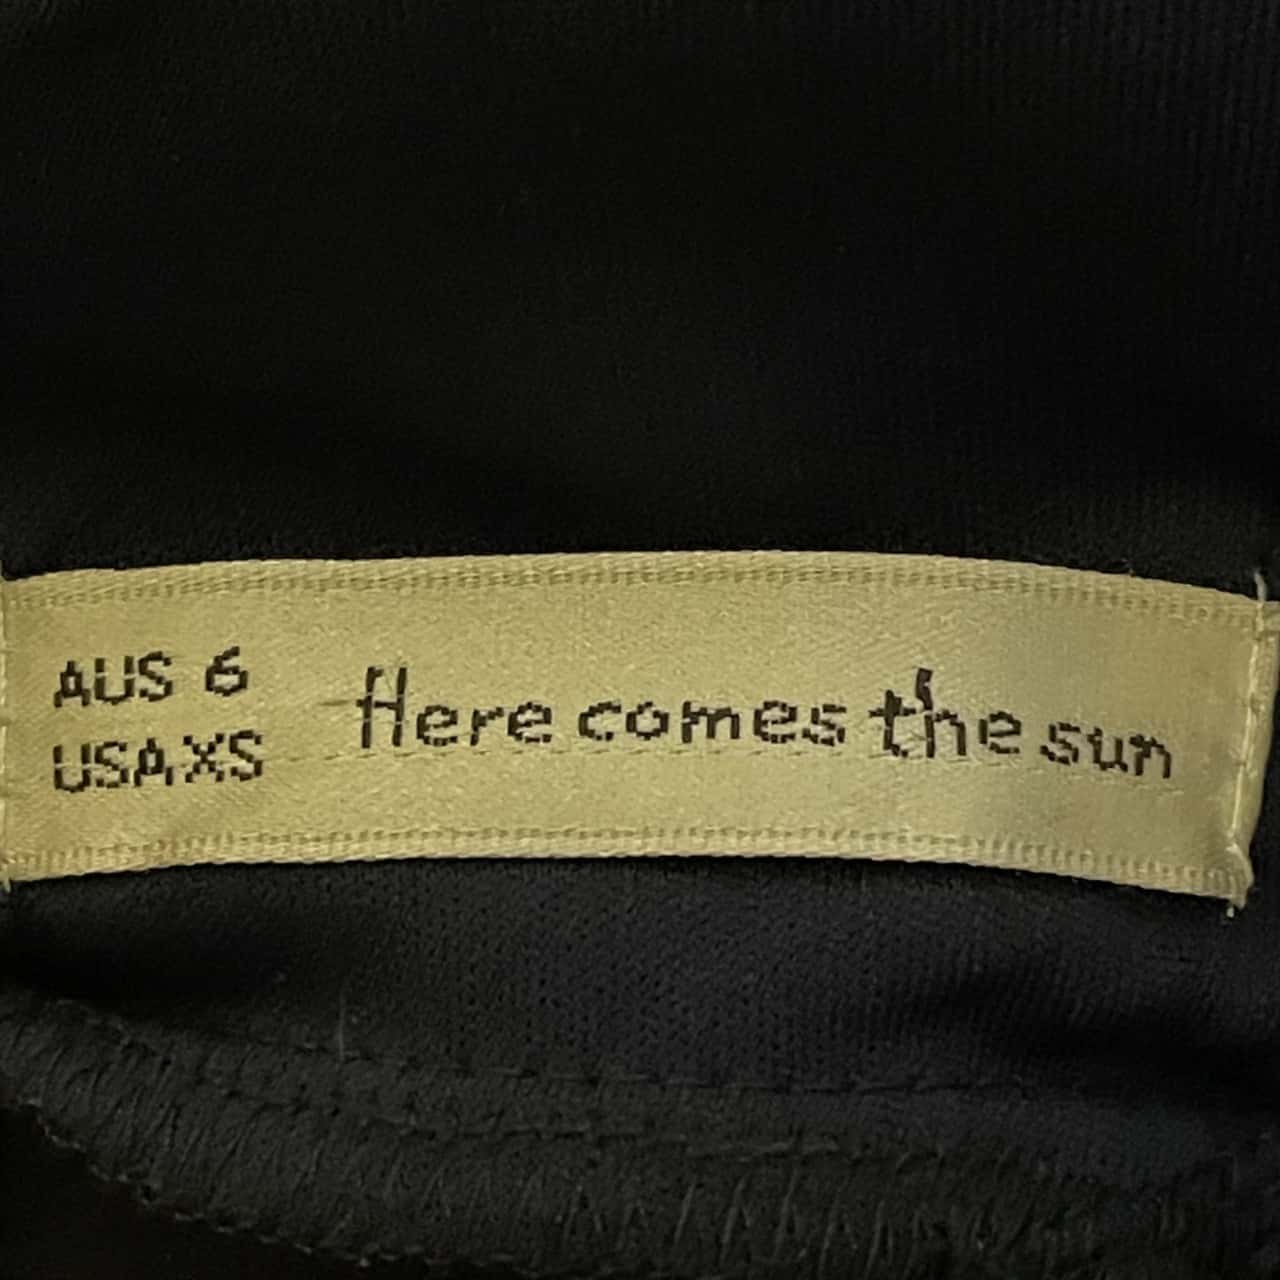 AUS 6
USA XS
Here comes the sun